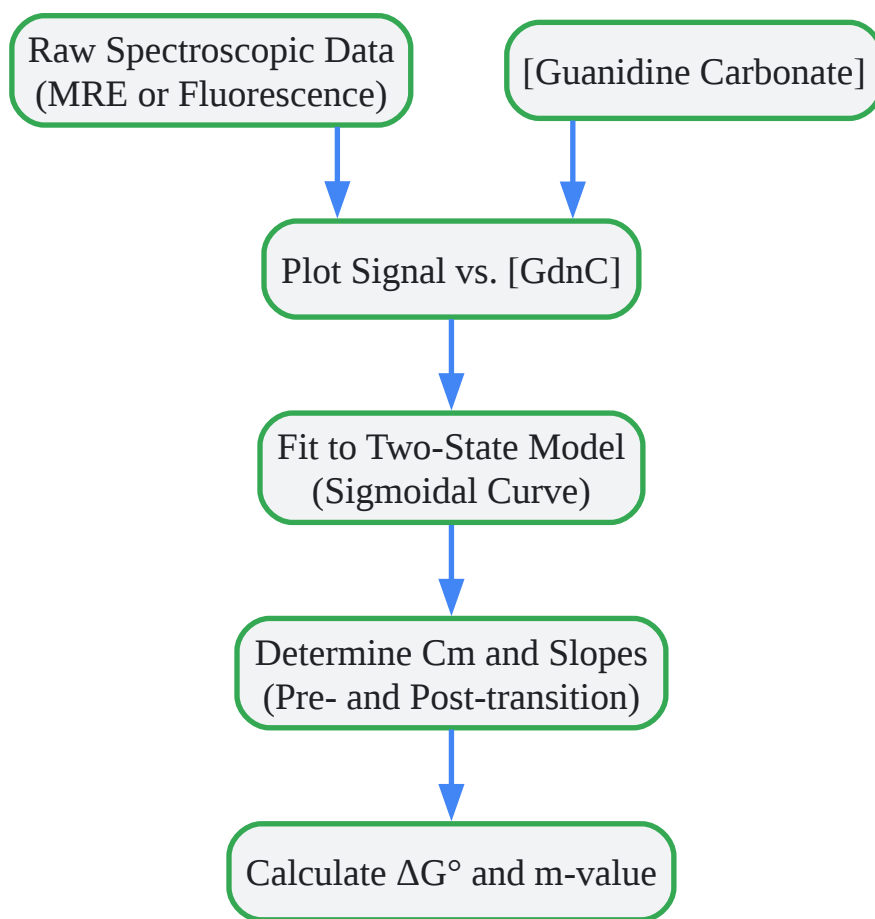 Raw Spectroscopic Data
(MRE or Fluorescence)
[Guanidine Carbonate]
Plot Signal vs. [GdnC]
Fit to Two-State Model
(Sigmoidal Curve)
Determine Cm and Slopes
(Pre- and Post-transition)
Calculate ΔG° and m-value